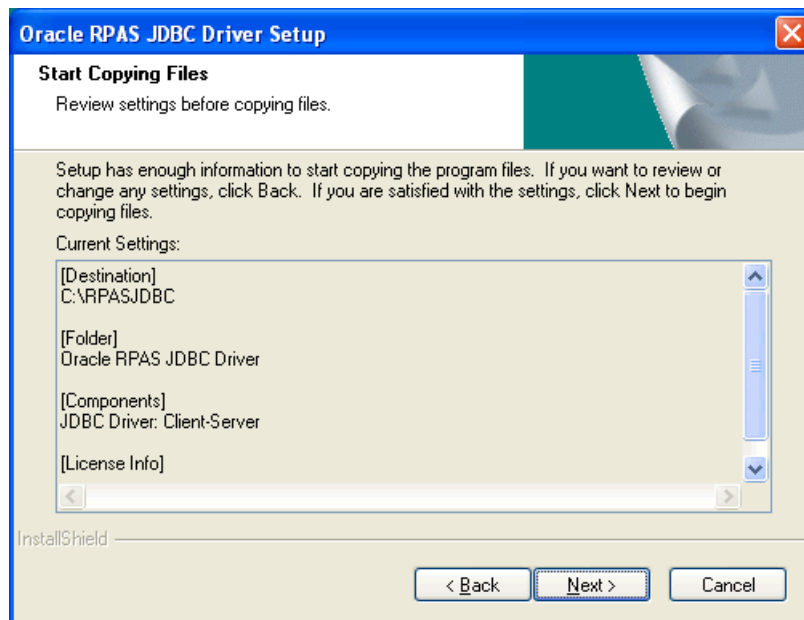 Oracle RPAS JDBC Driver Setup
Start Copying Files
Review settings before copying files.
Setup has enough information to start copying the program files.  If you want to review or
change any settings, click Back.  If you are satisfied with the settings, click Next to begin
copying files.
Current Settings:
[Destination]
C:\RPASJDBC
[Folder]
Oracle RPAS JDBC Driver
[Components]
JDBC Driver: Client-Server
[License Info]
InstallShield
< Back
Next >
Cancel